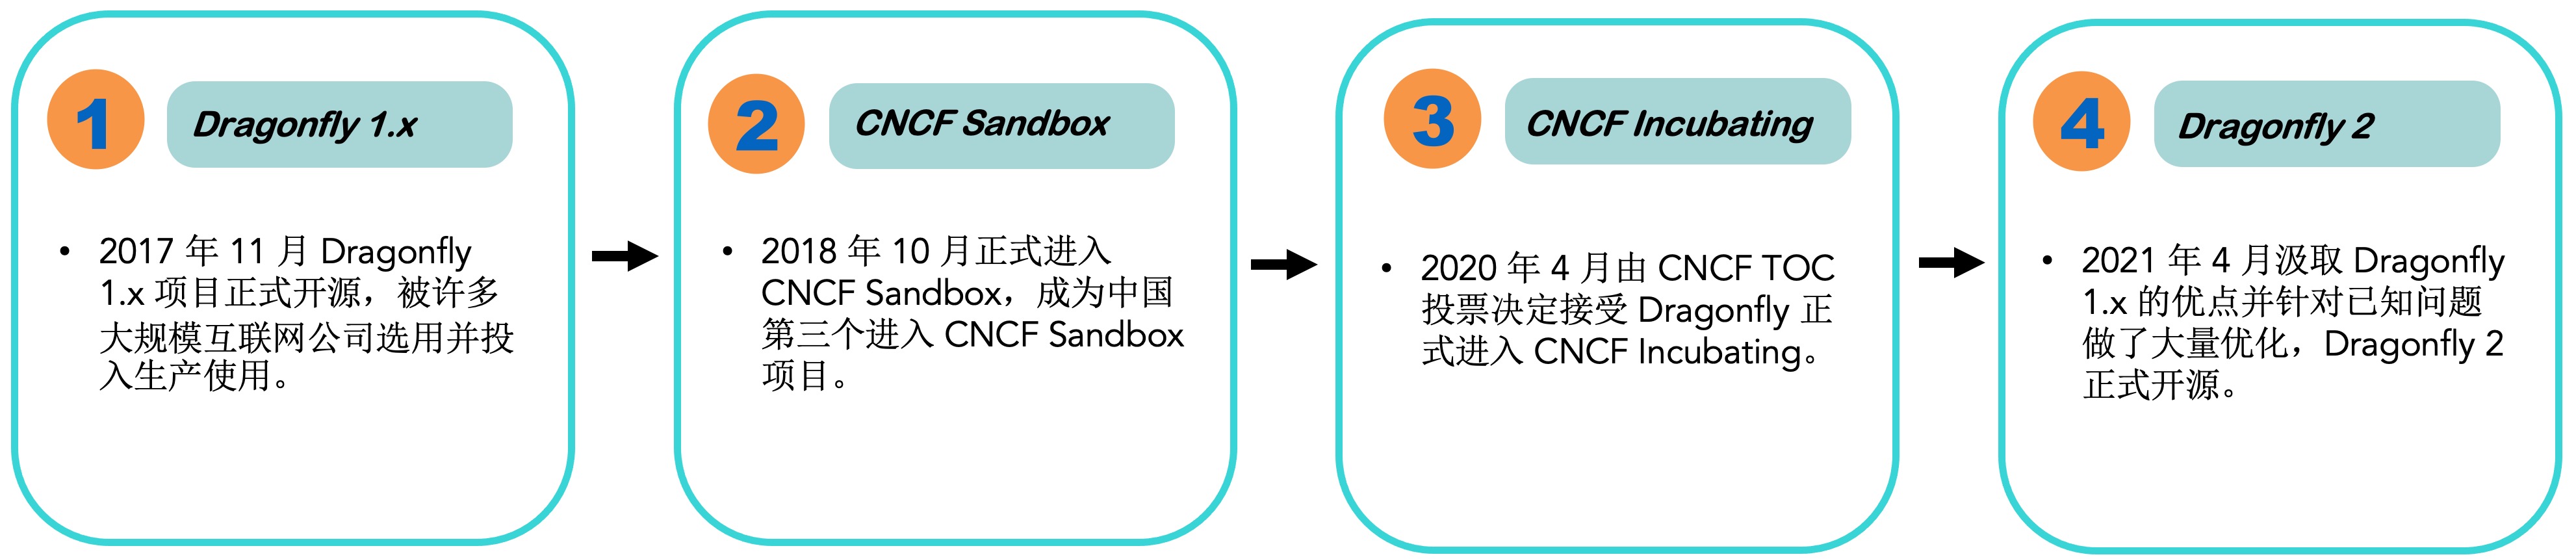 1
Dragonfly 1.x
• 2017 年 11 月 Dragonfly
1.x 项目正式开源，被许多
大规模互联网公司选用并投
入生产使用。
2
CNCF Sandbox
• 2018 年 10 月正式进入
CNCF Sandbox，成为中国
第三个进入 CNCF Sandbox
项目。
3
CNCF Incubating
• 2020 年 4 月由 CNCF TOC
投票决定接受 Dragonfly 正
式进入 CNCF Incubating。
4
Dragonfly 2
• 2021 年 4 月汲取 Dragonfly
1.x 的优点并针对已知问题
做了大量优化，Dragonfly 2
正式开源。